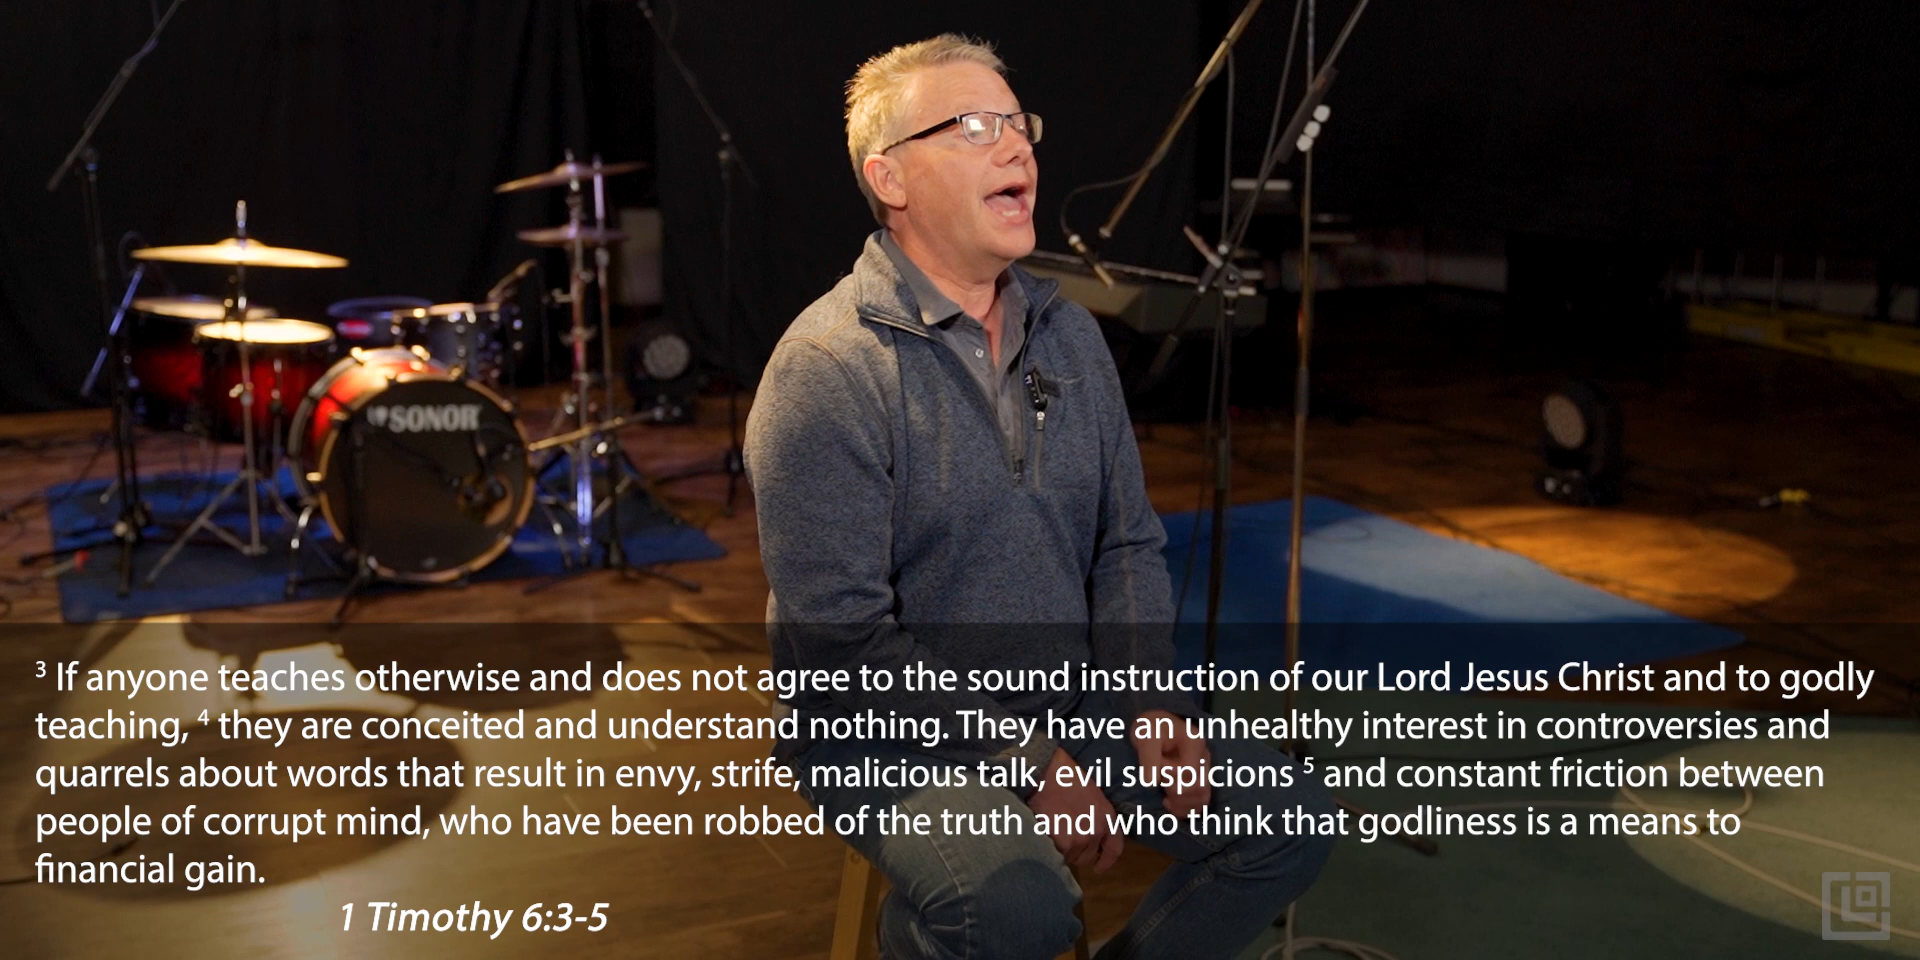 SONOR
³ If anyone teaches otherwise and does not agree to the sound instruction of our Lord Jesus Christ and to godly
teaching, ⁴ they are conceited and understand nothing. They have an unhealthy interest in controversies and
quarrels about words that result in envy, strife, malicious talk, evil suspicions ⁵ and constant friction between
people of corrupt mind, who have been robbed of the truth and who think that godliness is a means to
financial gain.
1 Timothy 6:3-5